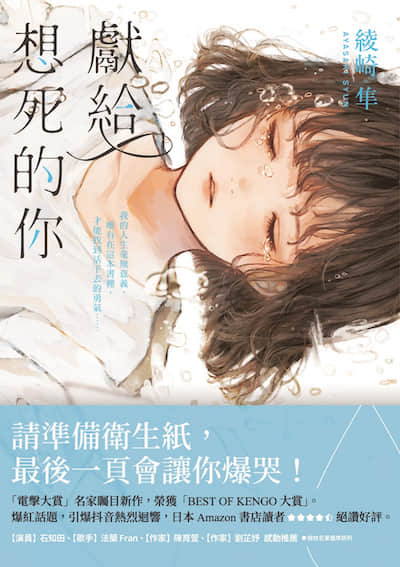 獻給
想死的你
綾崎 隼
AYASAKI SYUN
我的人生毫無意義，
唯有在這本書裡，
才能找到活下去的勇氣……
請準備衛生紙，
最後一頁會讓你爆哭！
「電擊大賞」名家矚目新作，榮獲「BEST OF KENGO 大賞」。
爆紅話題，引爆抖音熱烈迴響，日本 Amazon 書店讀者★★★★⯪絕讚好評。
【演員】石知田、【歌手】法蘭 Fran、【作家】陳育萱、【作家】劉芷妤 感動推薦